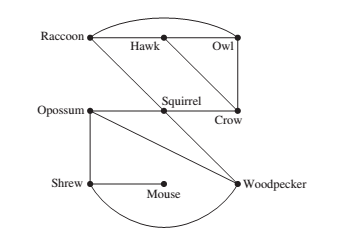 Raccoon
Hawk
Owl
Opossum
Squirrel
Crow
Shrew
Mouse
Woodpecker